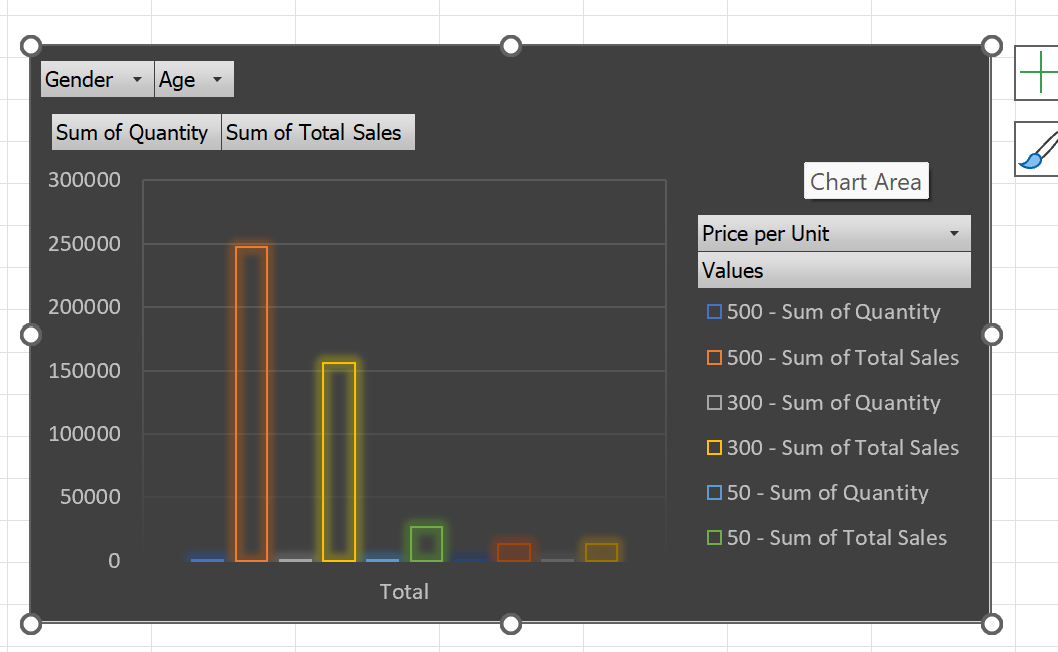 Gender Age
Sum of Quantity Sum of Total Sales
300000
250000
200000
150000
100000
50000
0
Total
Chart Area
Price per Unit
Values
500 - Sum of Quantity
500 - Sum of Total Sales
300 - Sum of Quantity
300 - Sum of Total Sales
50 - Sum of Quantity
50 - Sum of Total Sales